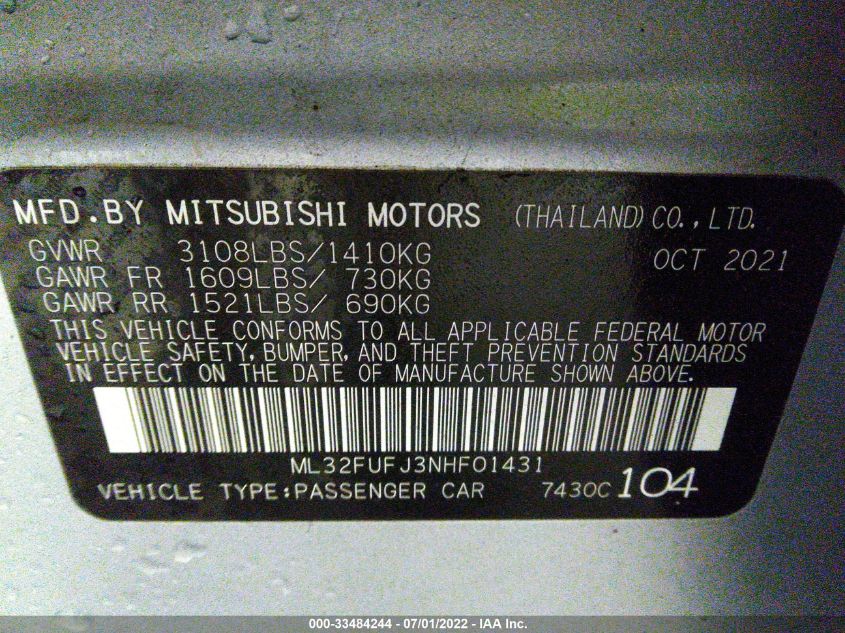 MFD.BY MITSUBISHI MOTORS (THAILAND) CO., LTD.
GVWR 3108LBS/1410KG OCT 2021
GAWR FR 1609LBS/ 730KG
GAWR RR 1521LBS/ 690KG
THIS VEHICLE CONFORMS TO ALL APPLICABLE FEDERAL MOTOR
VEHICLE SAFETY, BUMPER, AND THEFT PREVENTION STANDARDS
IN EFFECT ON THE DATE OF MANUFACTURE SHOWN ABOVE.
ML32FUFJ3NHF01431
VEHICLE TYPE:PASSENGER CAR 7430C 104
000-33484244 - 07/01/2022 - IAA Inc.